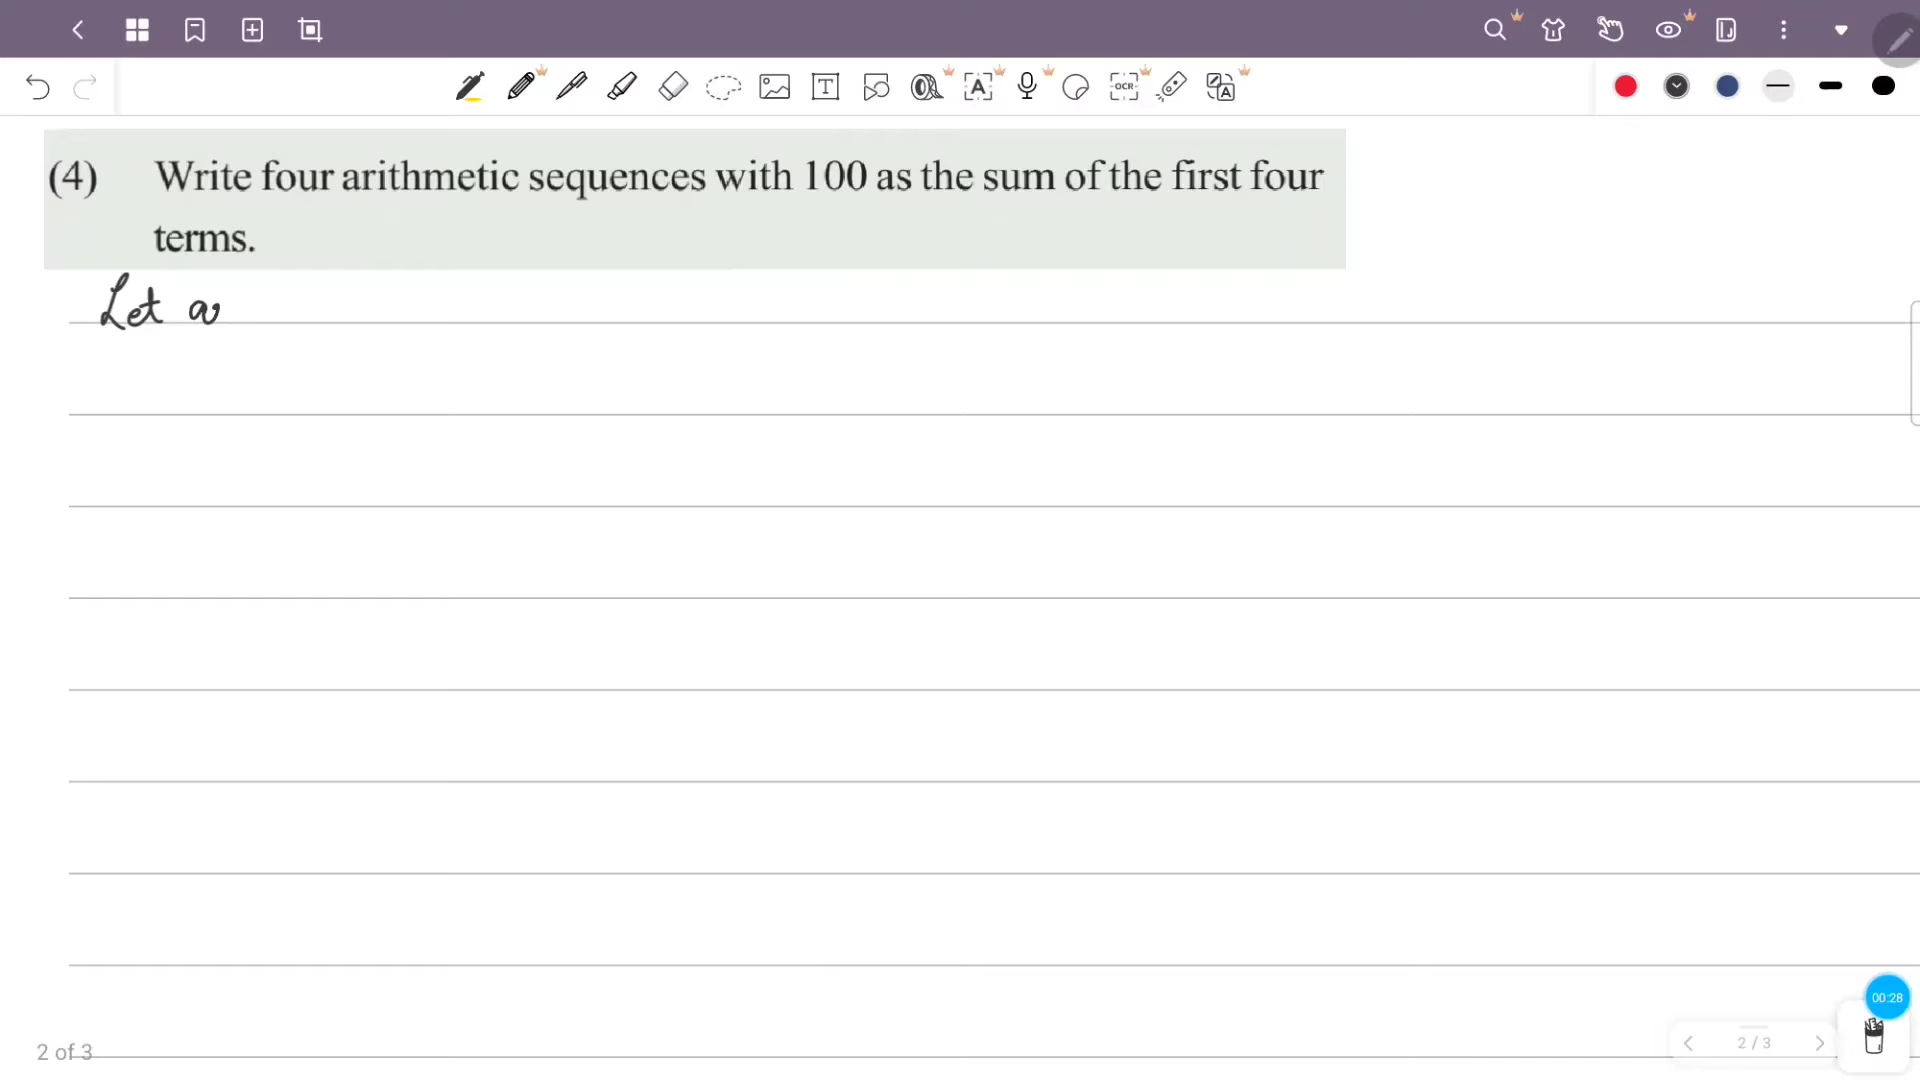 (4) Write four arithmetic sequences with 100 as the sum of the first four
terms.
Let a
2 of 3
2 / 3
00:28